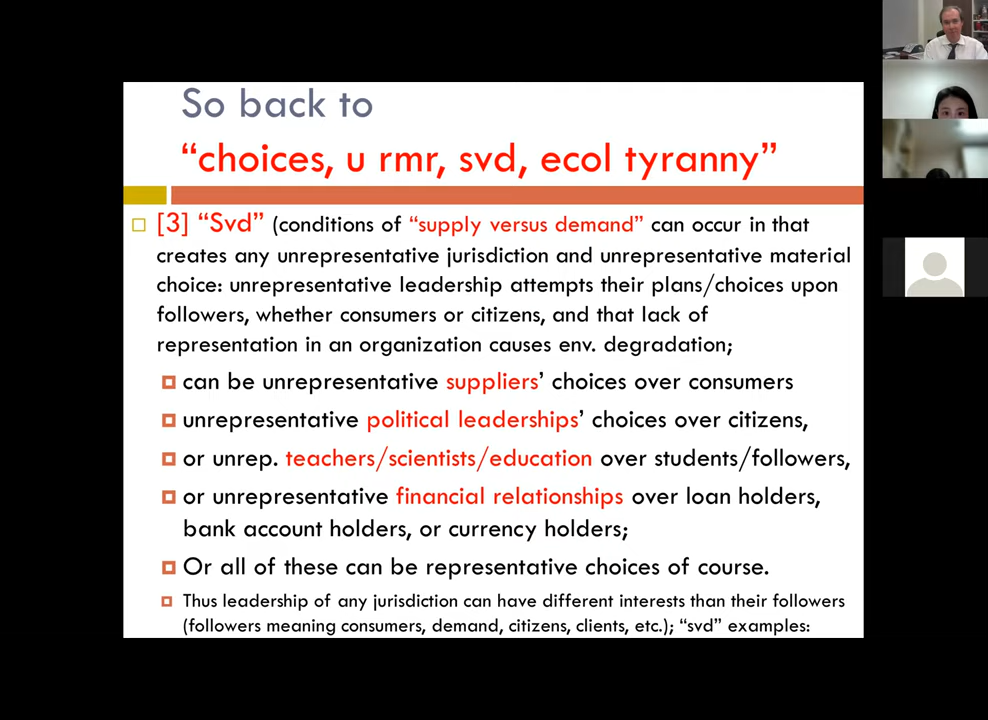 So back to
“choices, u rmr, svd, ecol tyranny”
[3] “Svd” (conditions of “supply versus demand” can occur in that
creates any unrepresentative jurisdiction and unrepresentative material
choice: unrepresentative leadership attempts their plans/choices upon
followers, whether consumers or citizens, and that lack of
representation in an organization causes env. degradation;
can be unrepresentative suppliers’ choices over consumers
unrepresentative political leaderships’ choices over citizens,
or unrep. teachers/scientists/education over students/followers,
or unrepresentative financial relationships over loan holders,
bank account holders, or currency holders;
Or all of these can be representative choices of course.
Thus leadership of any jurisdiction can have different interests than their followers
(followers meaning consumers, demand, citizens, clients, etc.); “svd” examples: